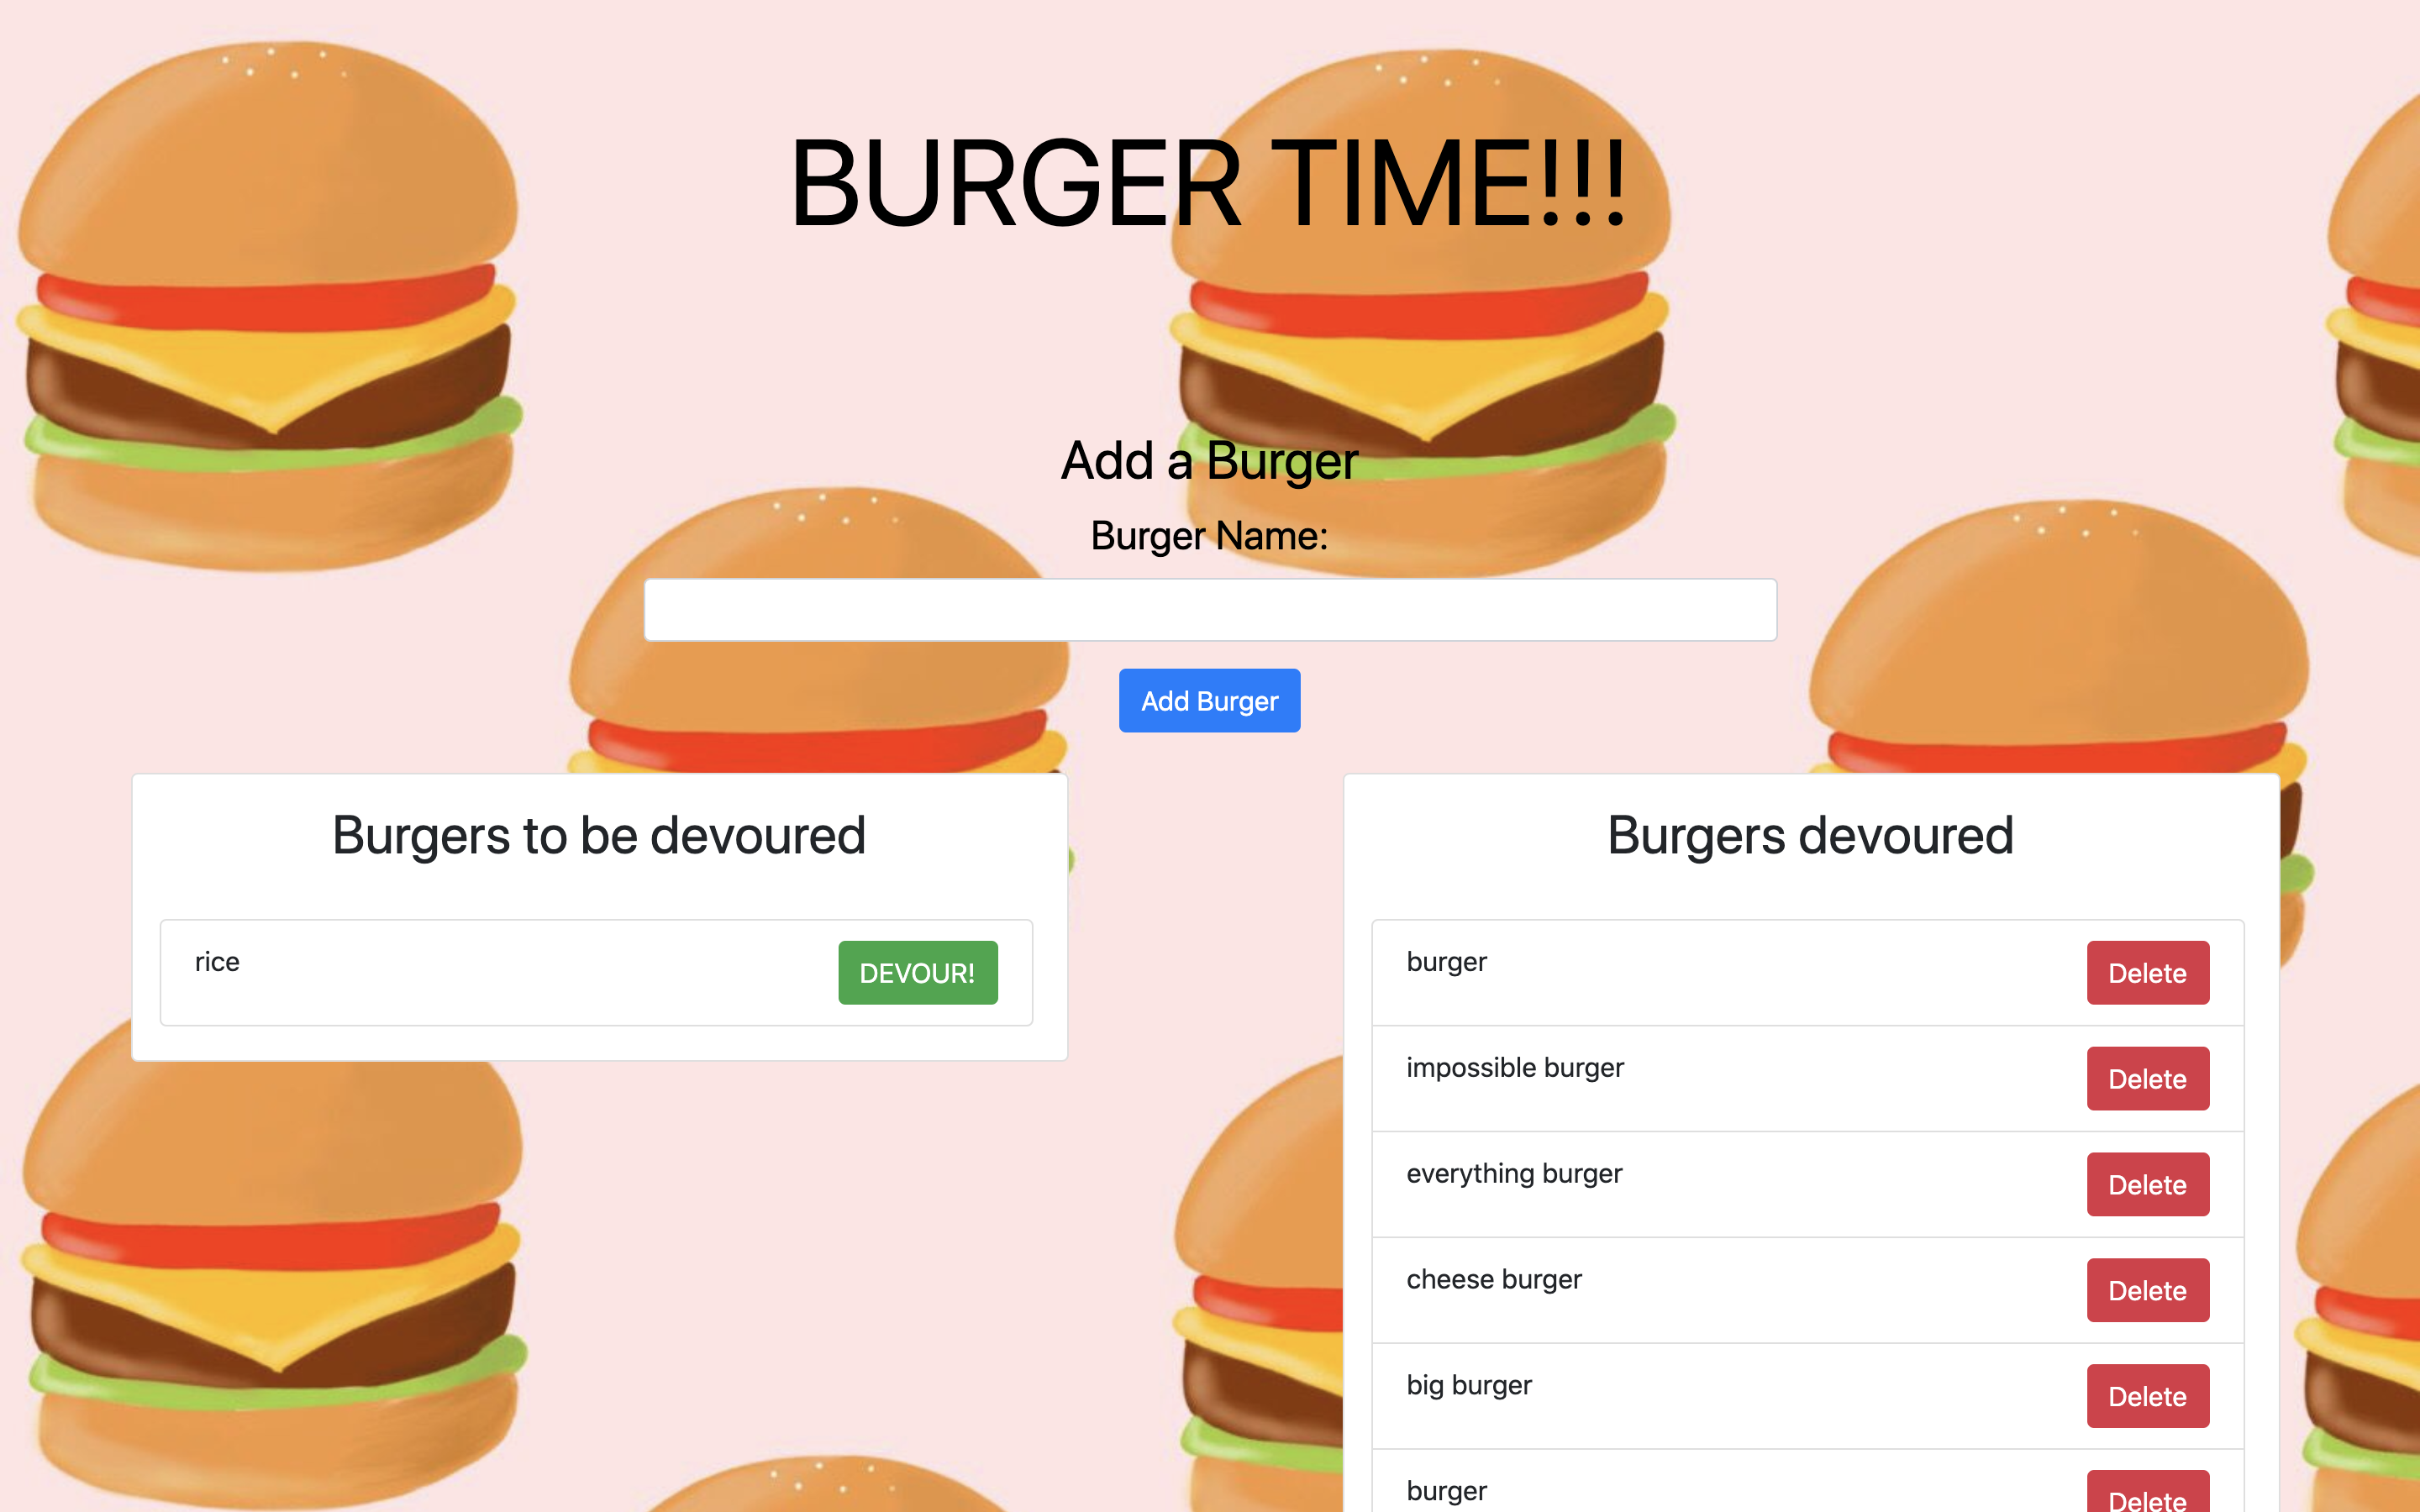 BURGER TIME!!!
Add a Burger
Burger Name:
Add Burger
Burgers to be devoured
rice
DEVOUR!
Burgers devoured
burger
Delete
impossible burger
Delete
everything burger
Delete
cheese burger
Delete
big burger
Delete
burger
Delete